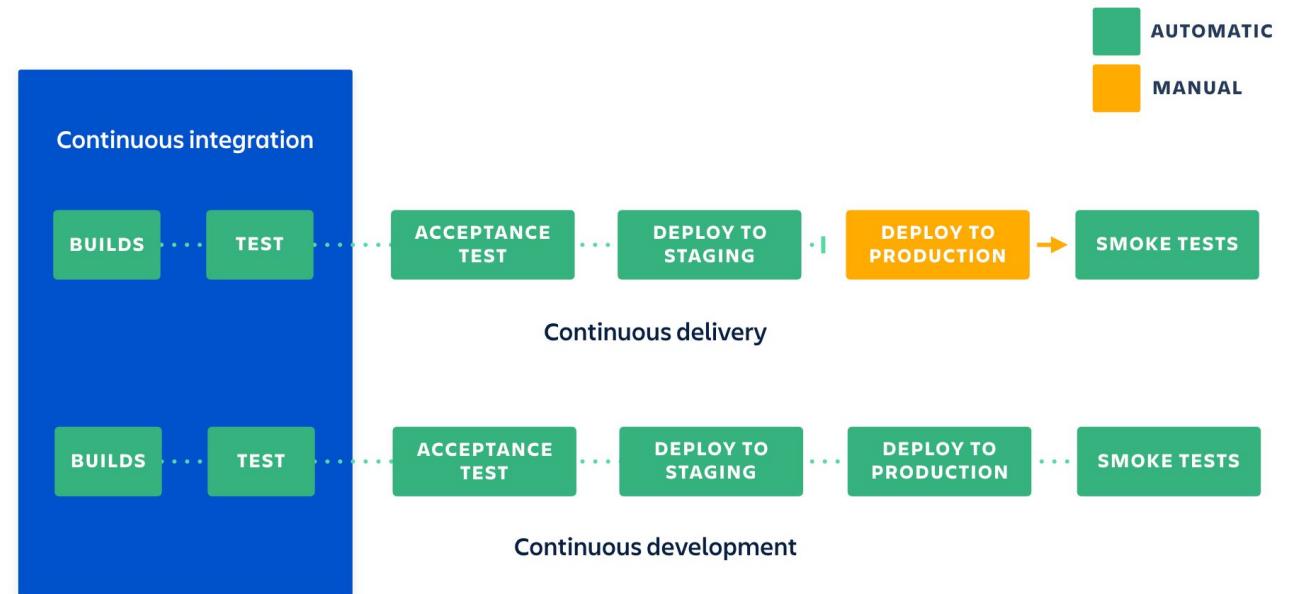 AUTOMATIC
MANUAL
Continuous integration
BUILDS
TEST
ACCEPTANCE
TEST
DEPLOY TO
STAGING
DEPLOY TO
PRODUCTION
SMOKE TESTS
Continuous delivery
BUILDS
TEST
ACCEPTANCE
TEST
DEPLOY TO
STAGING
DEPLOY TO
PRODUCTION
SMOKE TESTS
Continuous development